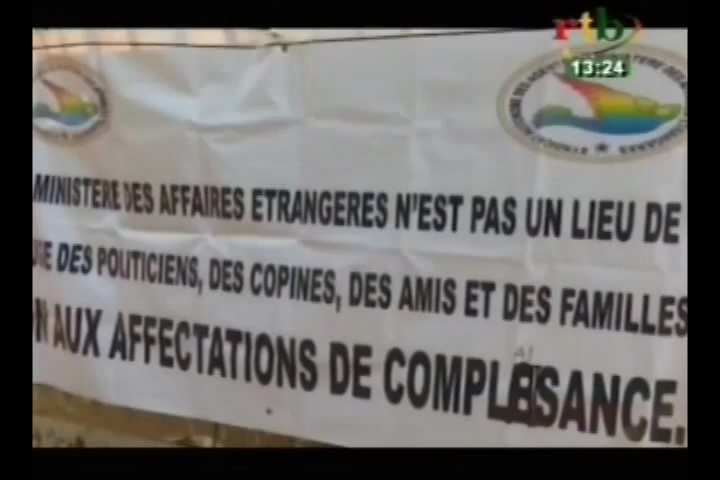 rtb
13:24
MINISTERE DES AFFAIRES ETRANGERES N'EST PAS UN LIEU DE
DES POLITICIENS, DES COPINES, DES AMIS ET DES FAMILLES
N AUX AFFECTATIONS DE COMPLAISANCE.